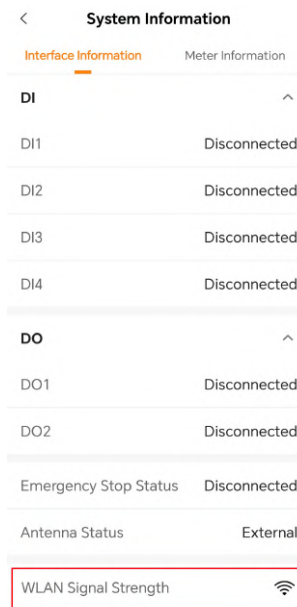 System Information
Interface Information Meter Information
DI
DI1 Disconnected
DI2 Disconnected
DI3 Disconnected
DI4 Disconnected
DO
DO1 Disconnected
DO2 Disconnected
Emergency Stop Status Disconnected
Antenna Status External
WLAN Signal Strength